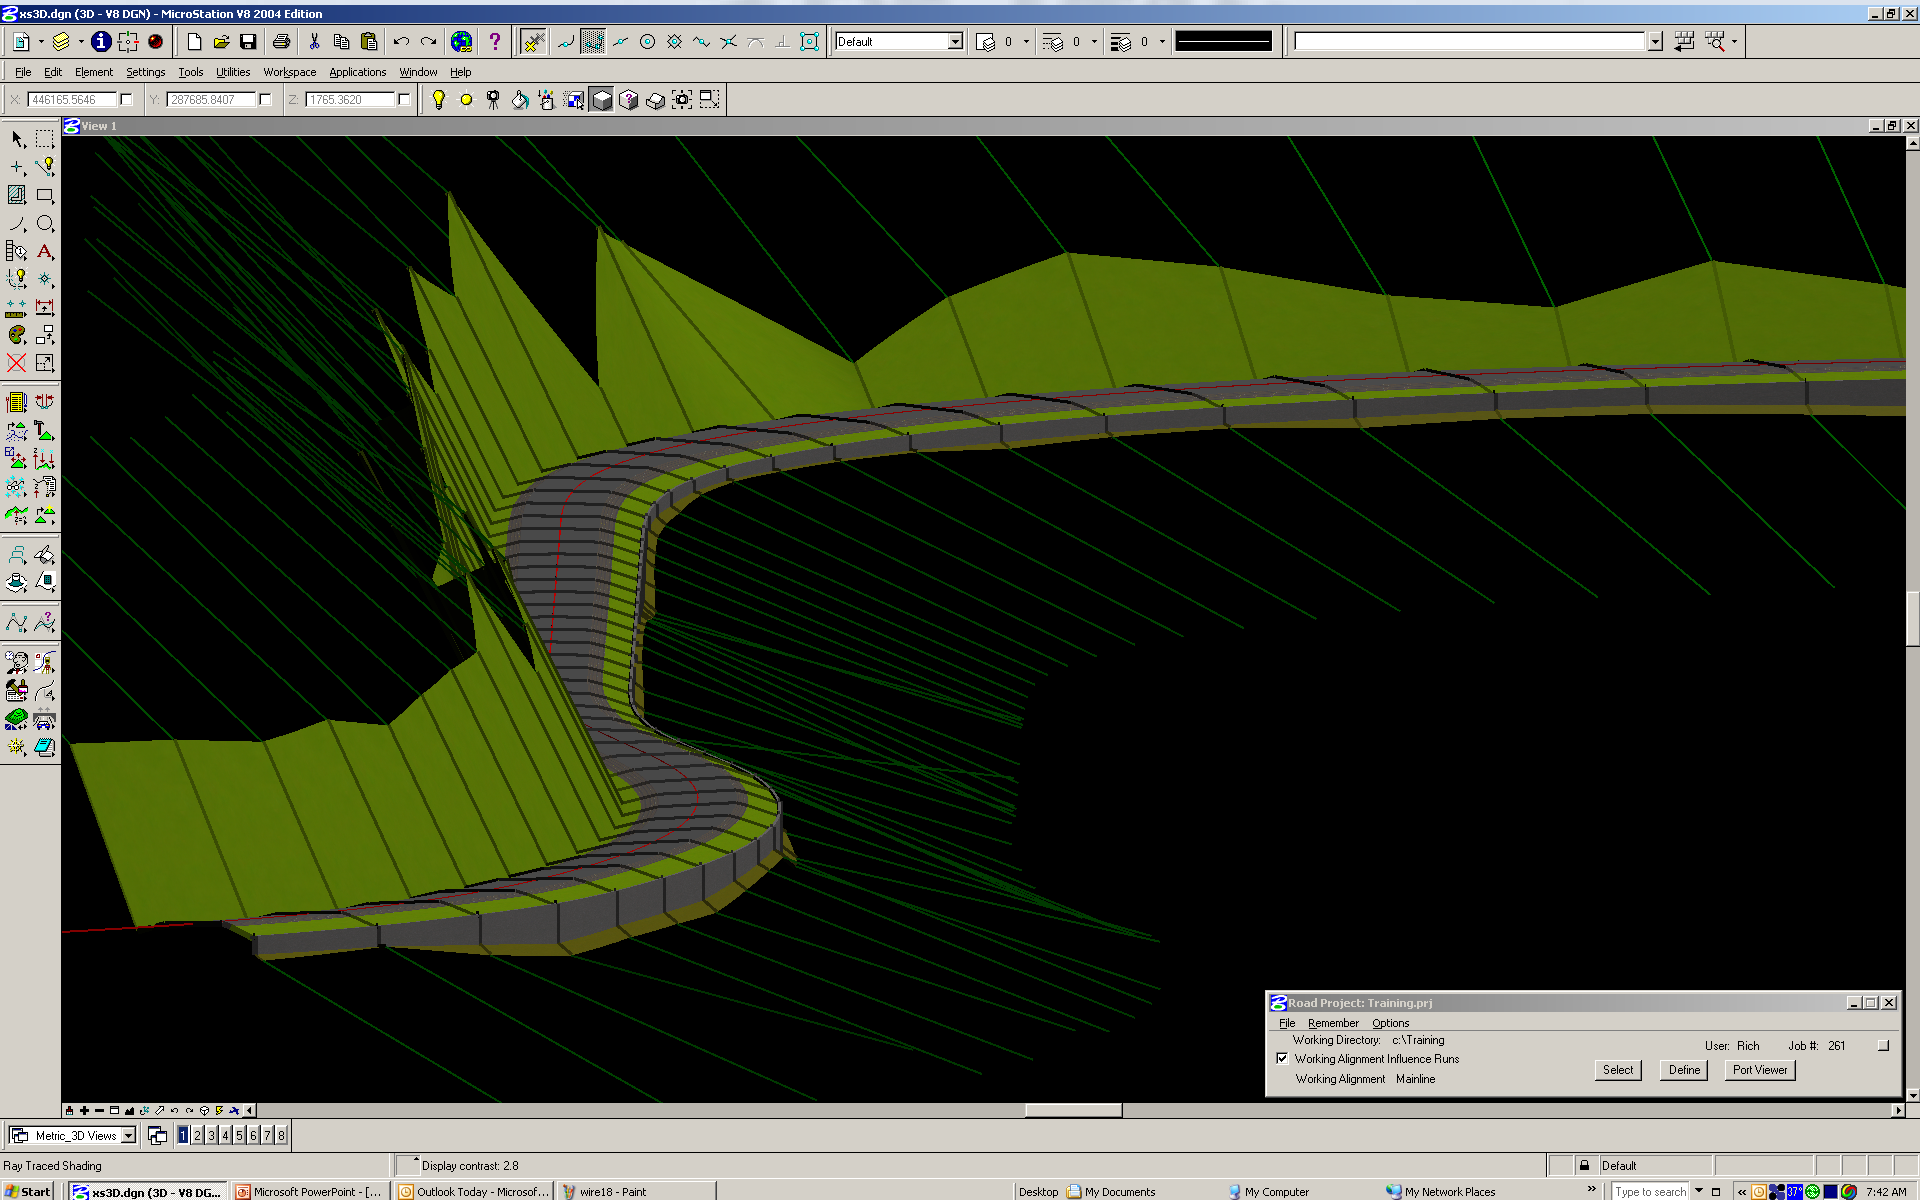 xs3D.dgn (3D - V8 DGN) - MicroStation V8 2004 Edition
Default
0
0
0
File Edit Element Settings Tools Utilities Workspace Applications Window Help
X: 446165.5646 Y: 287685.8407 Z: 1765.3620
View 1
Road Project: Training.prj
File Remember Options
Working Directory: c:\Training
User: Rich Job #: 261
Working Alignment Influence Runs
Select Define Port Viewer
Working Alignment Mainline
Metric_3D Views 1 2 3 4 5 6 7 8
Ray Traced Shading Display contrast: 2.8 Default
Start xs3D.dgn (3D - V8 DG... Microsoft PowerPoint - [... Outlook Today - Microsof... wire18 - Paint Desktop My Documents My Computer My Network Places » Type to search « 37° 7:42 AM